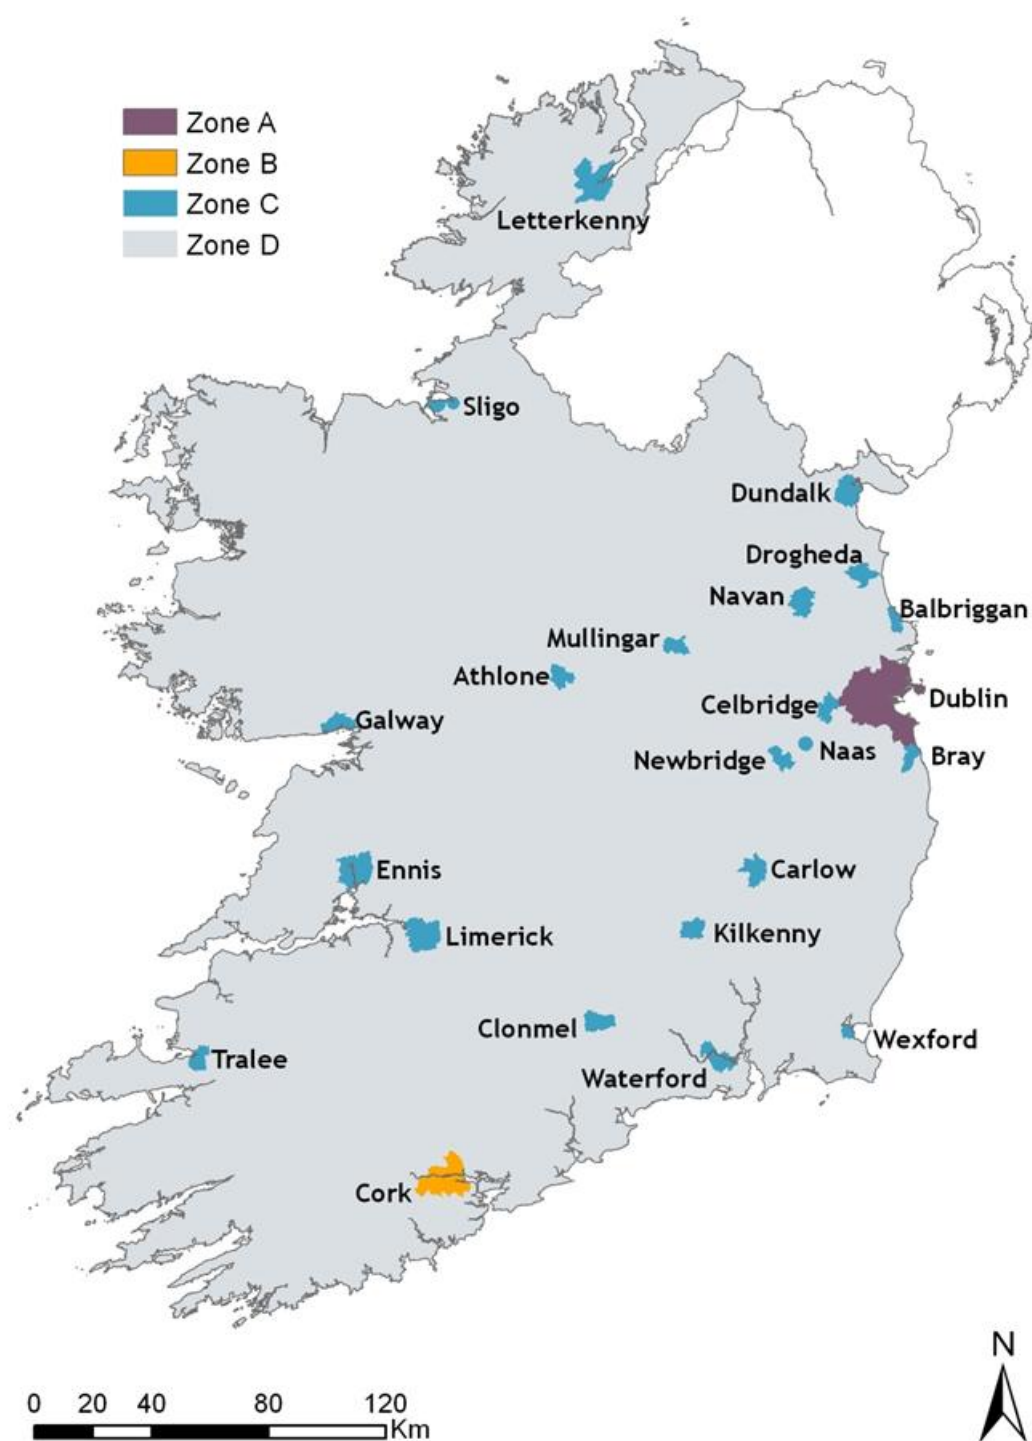 Zone A
Zone B
Zone C
Zone D
Letterkenny
Sligo
Dundalk
Drogheda
Navan
Balbriggan
Mullingar
Athlone
Celbridge
Dublin
Galway
Naas
Newbridge
Bray
Ennis
Carlow
Limerick
Kilkenny
Clonmel
Wexford
Tralee
Waterford
Cork
N
0 20 40 80 120
Km